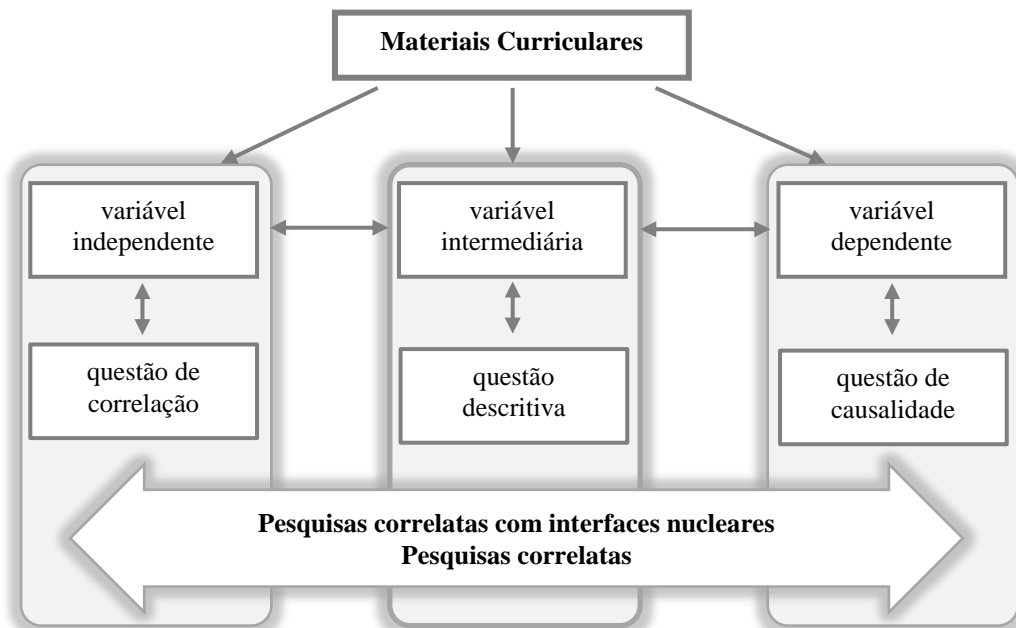 Materiais Curriculares
variável
independente
variável
intermediária
variável
dependente
questão de
correlação
questão
descritiva
questão de
causalidade
Pesquisas correlatas com interfaces nucleares
Pesquisas correlatas